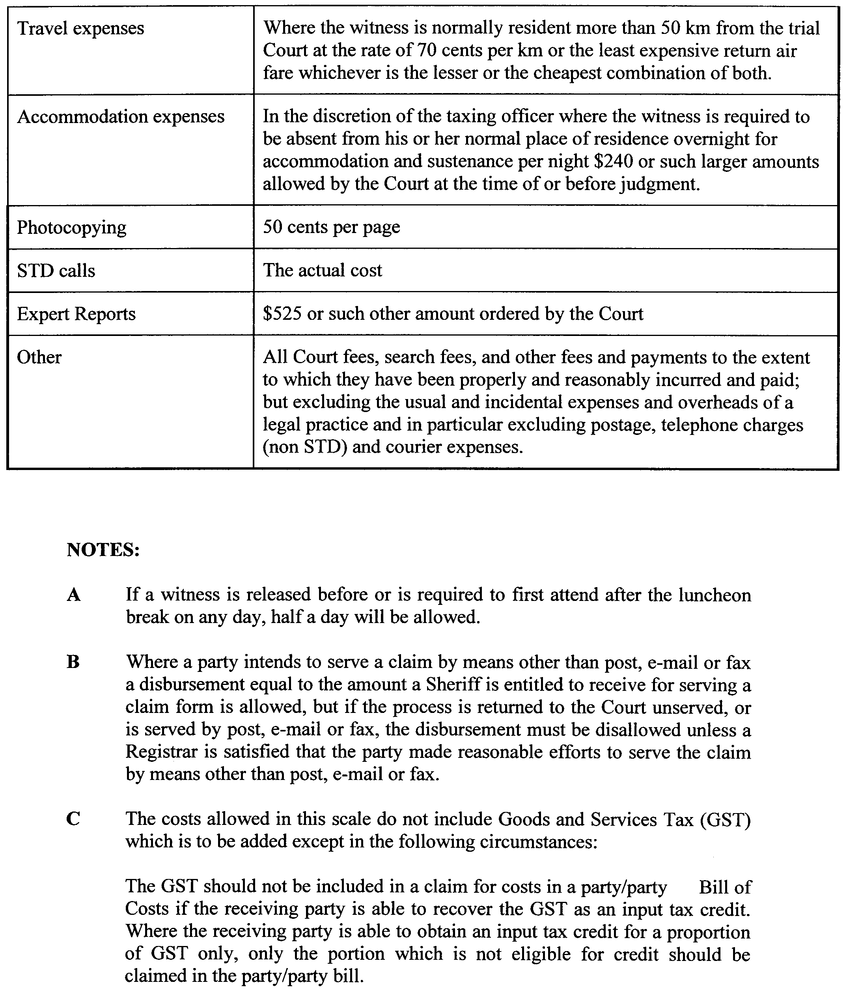 Travel expenses
Where the witness is normally resident more than 50 km from the trial
Court at the rate of 70 cents per km or the least expensive return air
fare whichever is the lesser or the cheapest combination of both.
Accommodation expenses
In the discretion of the taxing officer where the witness is required to
be absent from his or her normal place of residence overnight for
accommodation and sustenance per night $240 or such larger amounts
allowed by the Court at the time of or before judgment.
Photocopying
50 cents per page
STD calls
The actual cost
Expert Reports
$525 or such other amount ordered by the Court
Other
All Court fees, search fees, and other fees and payments to the extent
to which they have been properly and reasonably incurred and paid;
but excluding the usual and incidental expenses and overheads of a
legal practice and in particular excluding postage, telephone charges
(non STD) and courier expenses.
NOTES:
A If a witness is released before or is required to first attend after the luncheon
break on any day, half a day will be allowed.
B Where a party intends to serve a claim by means other than post, e-mail or fax
a disbursement equal to the amount a Sheriff is entitled to receive for serving a
claim form is allowed, but if the process is returned to the Court unserved, or
is served by post, e-mail or fax, the disbursement must be disallowed unless a
Registrar is satisfied that the party made reasonable efforts to serve the claim
by means other than post, e-mail or fax.
C The costs allowed in this scale do not include Goods and Services Tax (GST)
which is to be added except in the following circumstances:
The GST should not be included in a claim for costs in a party/party Bill of
Costs if the receiving party is able to recover the GST as an input tax credit.
Where the receiving party is able to obtain an input tax credit for a proportion
of GST only, only the portion which is not eligible for credit should be
claimed in the party/party bill.